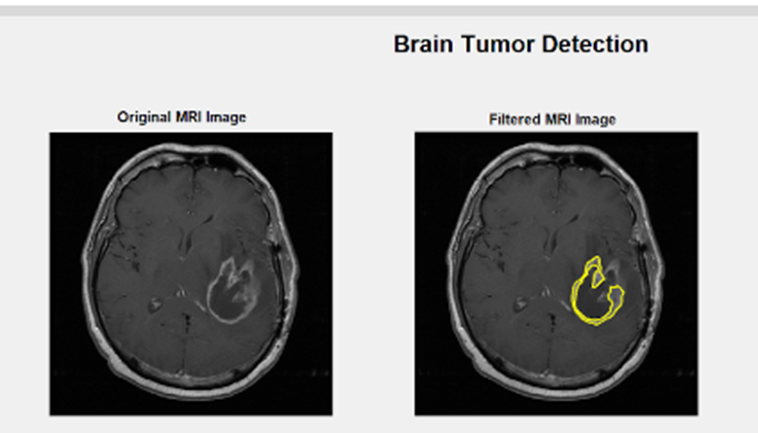 Brain Tumor Detection
Original MRI Image
Filtered MRI Image